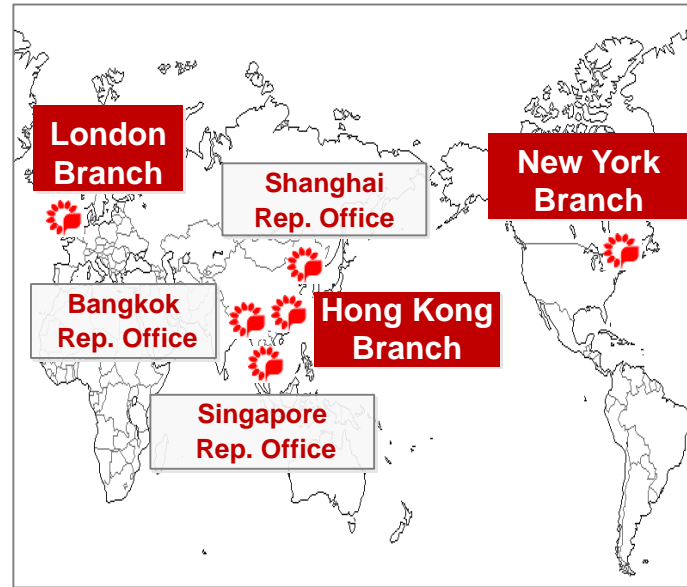 London
Branch
New York
Branch
Shanghai
Rep. Office
Bangkok
Rep. Office
Hong Kong
Branch
Singapore
Rep. Office